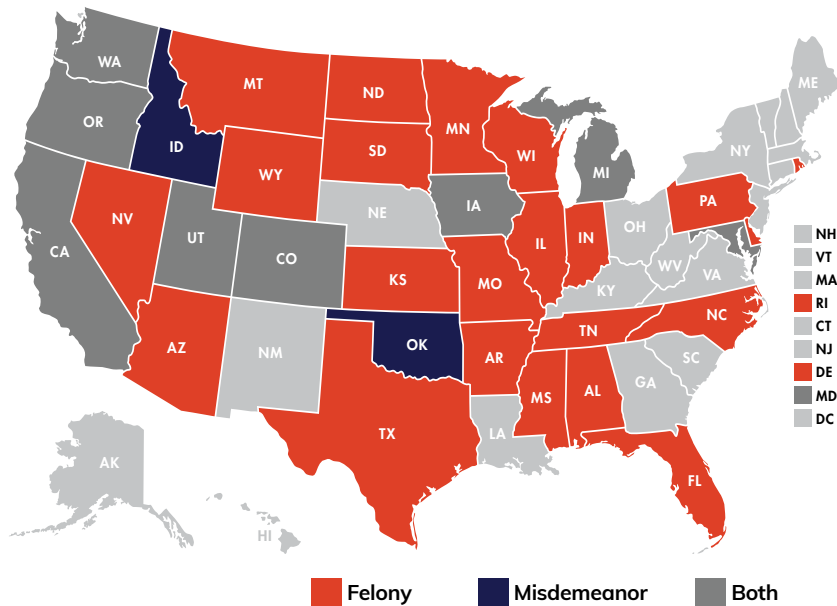 WA
MT
ND
ME
OR
MN
ID
SD
WI
NY
WY
MI
PA
NV
IA
NE
OH
UT
IL
IN
CA
CO
WV
VA
KS
MO
KY
NC
TN
AZ
NM
OK
AR
SC
MS
AL
GA
TX
LA
AK
FL
HI
NH
VT
MA
RI
CT
NJ
DE
MD
DC
Felony
Misdemeanor
Both